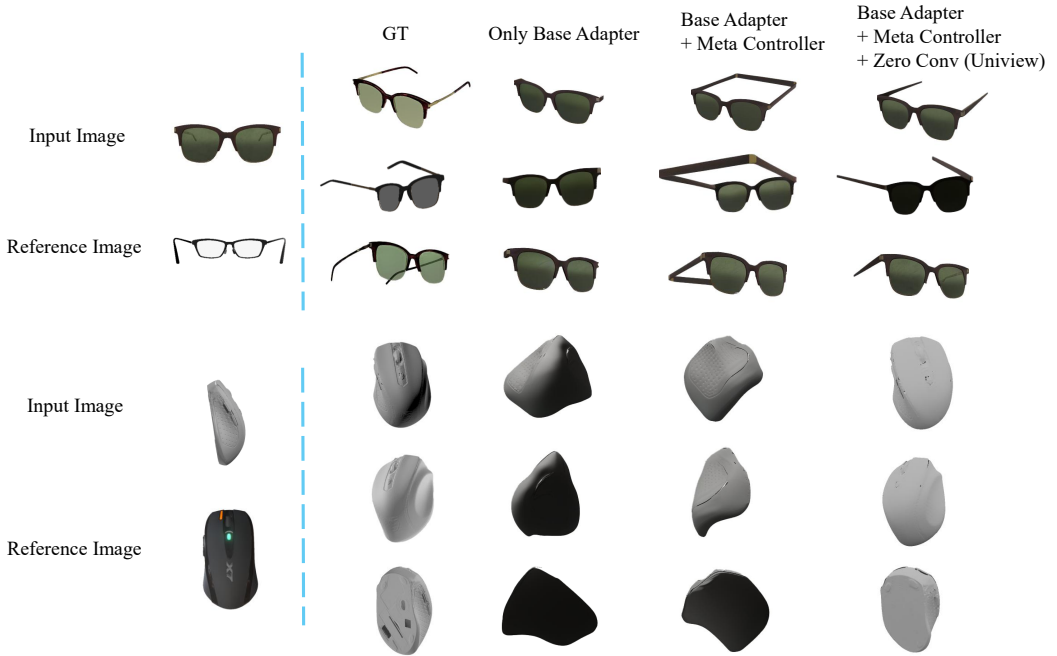 GT
Only Base Adapter
Base Adapter
+ Meta Controller
Base Adapter
+ Meta Controller
+ Zero Conv (Uniview)
Input Image
Reference Image
Input Image
Reference Image